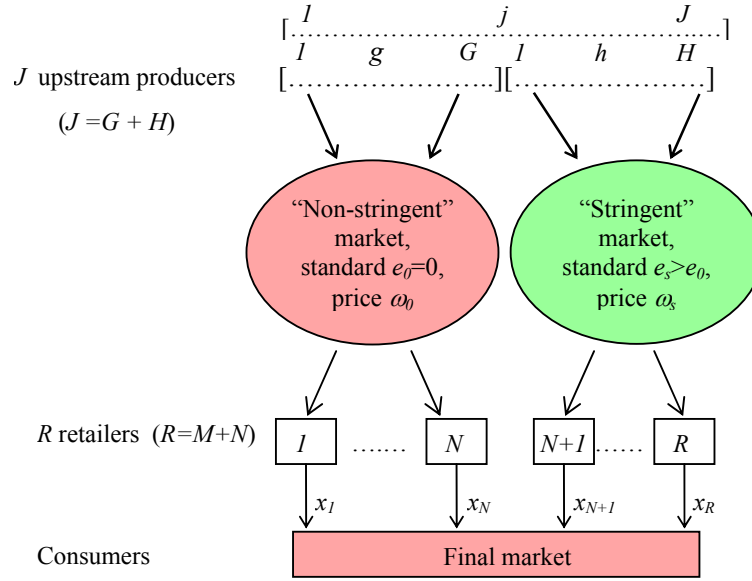 1 j J
[……………………………………….…..]
1 g G 1 h H
J upstream producers
[………………………...][……………………...]
(J =G + H)
“Non-stringent” market, standard e0=0, price ω0
“Stringent” market, standard es>e0, price ωs
R retailers (R=M+N)
1 ……. N N+1 …… R
x1 xN xN+1 xR
Consumers
Final market